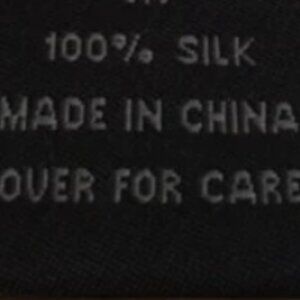 100% SILK
MADE IN CHINA
OVER FOR CARE